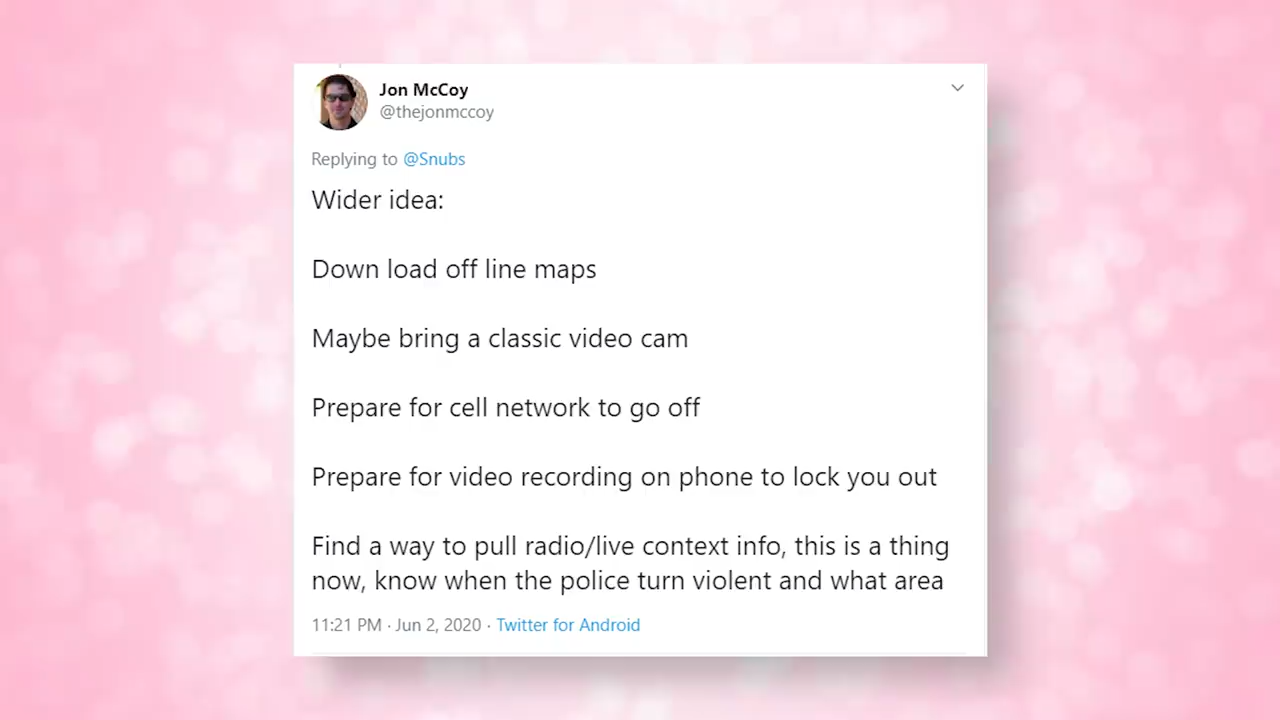 Jon McCoy
@thejonmccoy
Replying to @Snubs
Wider idea:
Down load off line maps
Maybe bring a classic video cam
Prepare for cell network to go off
Prepare for video recording on phone to lock you out
Find a way to pull radio/live context info, this is a thing
now, know when the police turn violent and what area
11:21 PM · Jun 2, 2020 · Twitter for Android